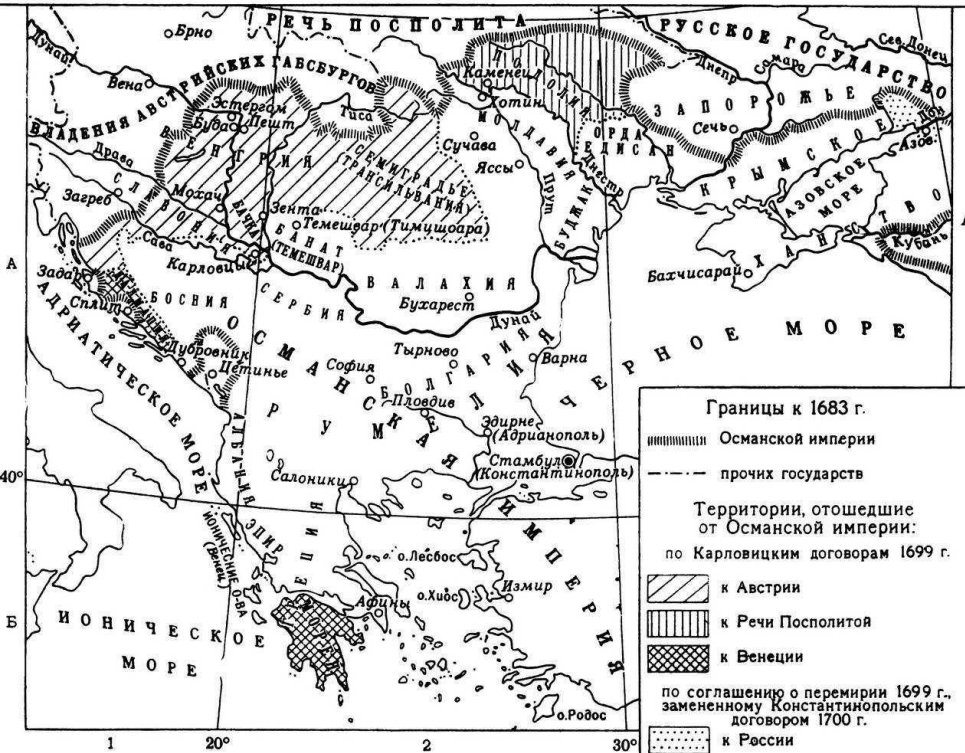 РЕЧЬ ПОСПОЛИТА
РУССКОЕ ГОСУДАРСТВО
Брно
Дунай
Вена
ВЛАДЕНИЯ АВСТРИЙСКИХ ГАБСБУРГОВ
Эстергом
Буда
Пешт
Тиса
ВЕНГРИЯ
Каменец
ПОДОЛИЯ
Хотин
МОЛДАВИЯ
Днепр
Самара
Сев. Донец
ЗАПОРОЖЬЕ
Сечь
Дон
Азов
ОРДА
ЕДИСАН
Днестр
КРЫМСКОЕ
ХАНСТВО
АЗОВСКОЕ
МОРЕ
Кубань
Бахчисарай
Сучава
Яссы
Прут
БУДЖАК
СЕМИГРАДЬЕ
(ТРАНСИЛЬВАНИЯ)
Драва
Загреб
СЛАВОНИЯ
Мохач
БАЧКА
Зента
Темешвар (Тимишоара)
БАНАТ
(ТЕМЕШВАР)
Сава
Карловцы
А
Задар
Сплит
ДАЛМАЦИЯ
БОСНИЯ
СЕРБИЯ
ВАЛАХИЯ
Бухарест
Дунай
АДРИАТИЧЕСКОЕ МОРЕ
Дубровник
Цетинье
ОСМАНСКАЯ ИМПЕРИЯ
РУМЕЛИЯ
София
Тырново
БОЛГАРИЯ
Варна
ЧЕРНОЕ МОРЕ
Пловдив
Эдирне
(Адрианополь)
Стамбул
(Константинополь)
АЛБАНИЯ
Салоники
40°
ЭПИР
ИОНИЧЕСКИЕ О-ВА
(Венец.)
о.Лесбос
о.Хиос
Измир
Афины
МОРЕЯ
Б
ИОНИЧЕСКОЕ
МОРЕ
о.Родос
1
20°
2
30°
Границы к 1683 г.
Османской империи
прочих государств
Территории, отошедшие
от Османской империи:
по Карловицким договорам 1699 г.
к Австрии
к Речи Посполитой
к Венеции
по соглашению о перемирии 1699 г.,
замененному Константинопольским
договором 1700 г.
к России